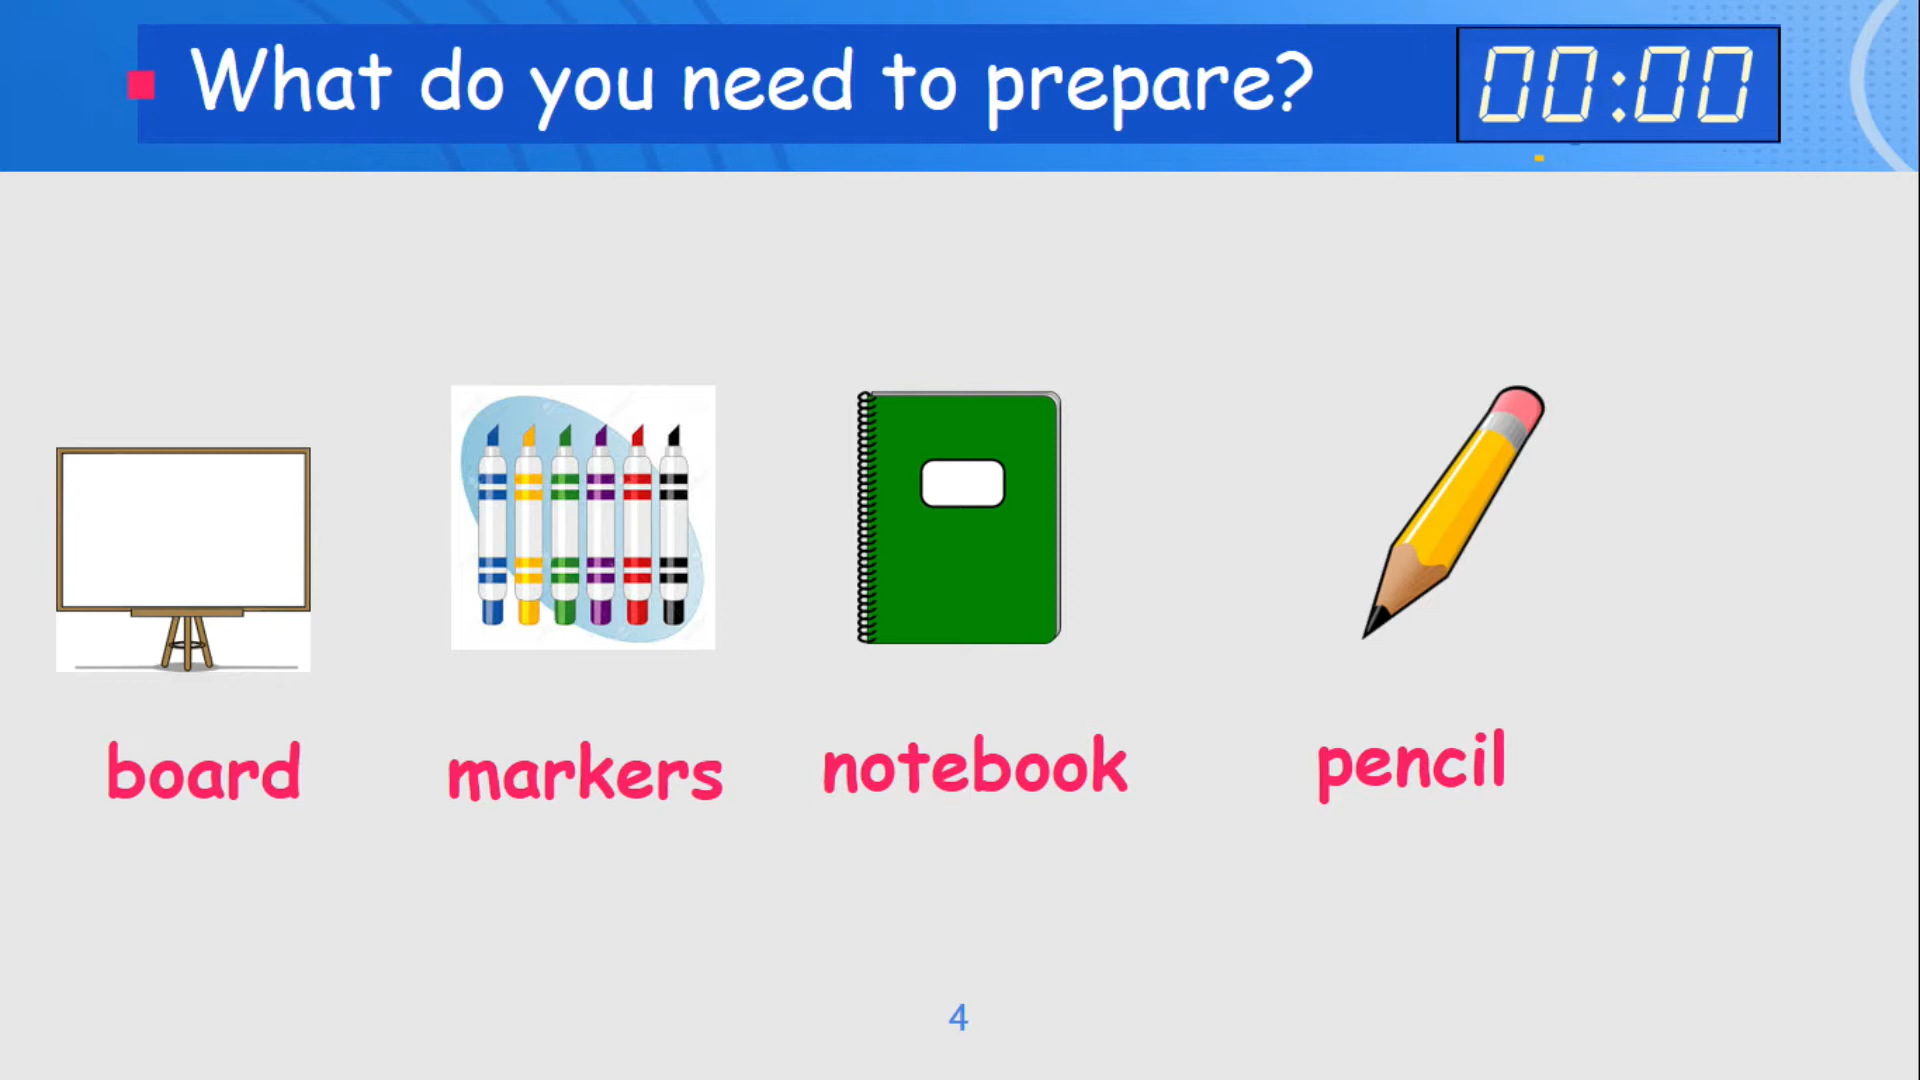 What do you need to prepare?
00:00
board
markers
notebook
pencil
4